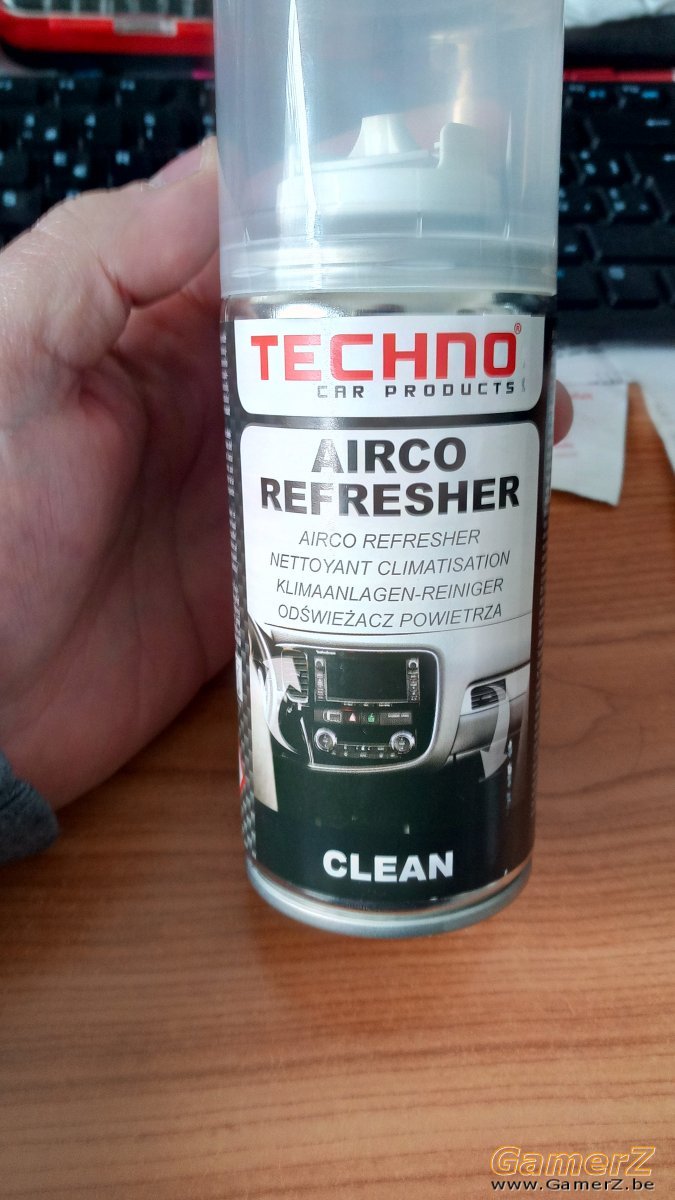 TECHNO®
CAR PRODUCTS
AIRCO
REFRESHER
AIRCO REFRESHER
NETTOYANT CLIMATISATION
KLIMAANLAGEN-REINIGER
ODŚWIEŻACZ POWIETRZA
CLEAN
GamerZ
www.GamerZ.be